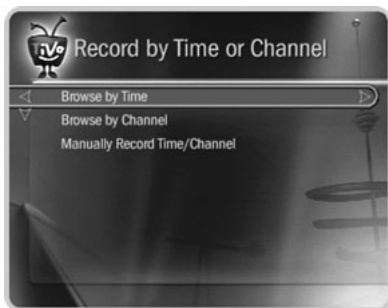 TiVo
Record by Time or Channel
Browse by Time
Browse by Channel
Manually Record Time/Channel